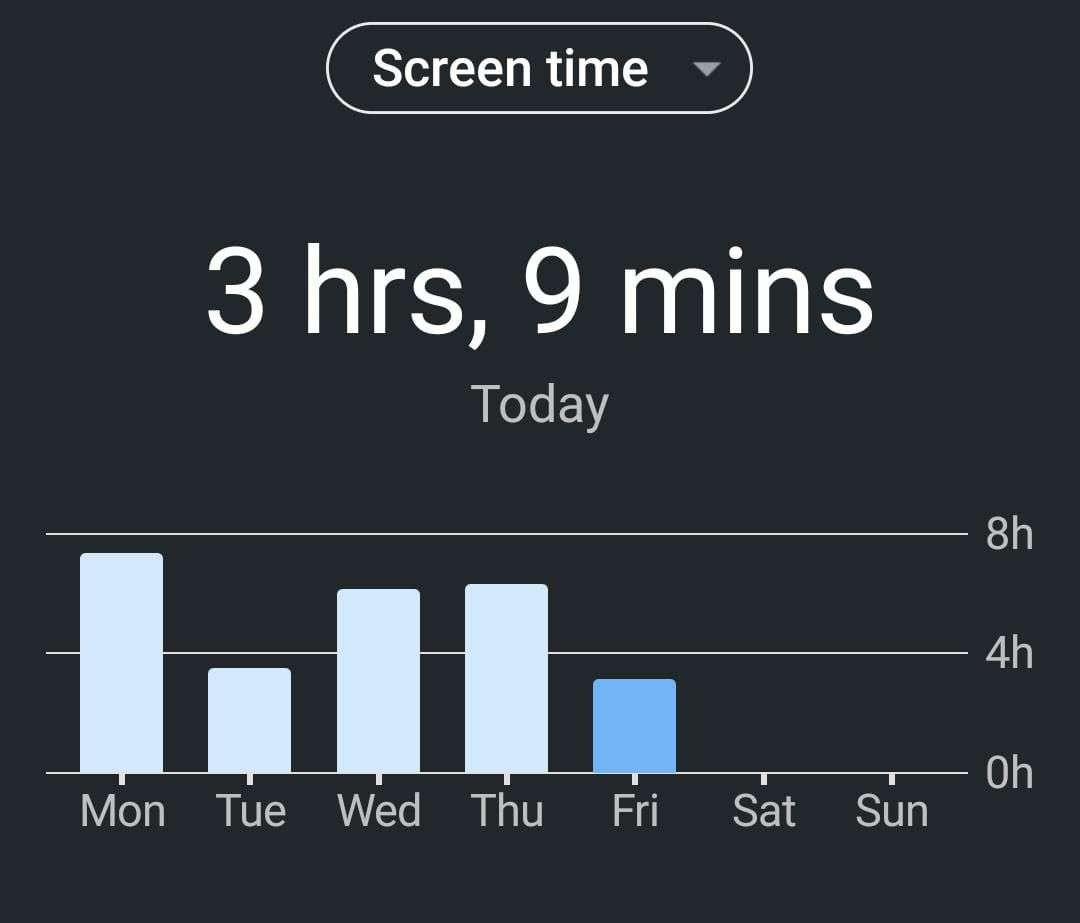 Screen time
3 hrs, 9 mins
Today
8h
4h
0h
Mon Tue Wed Thu Fri Sat Sun